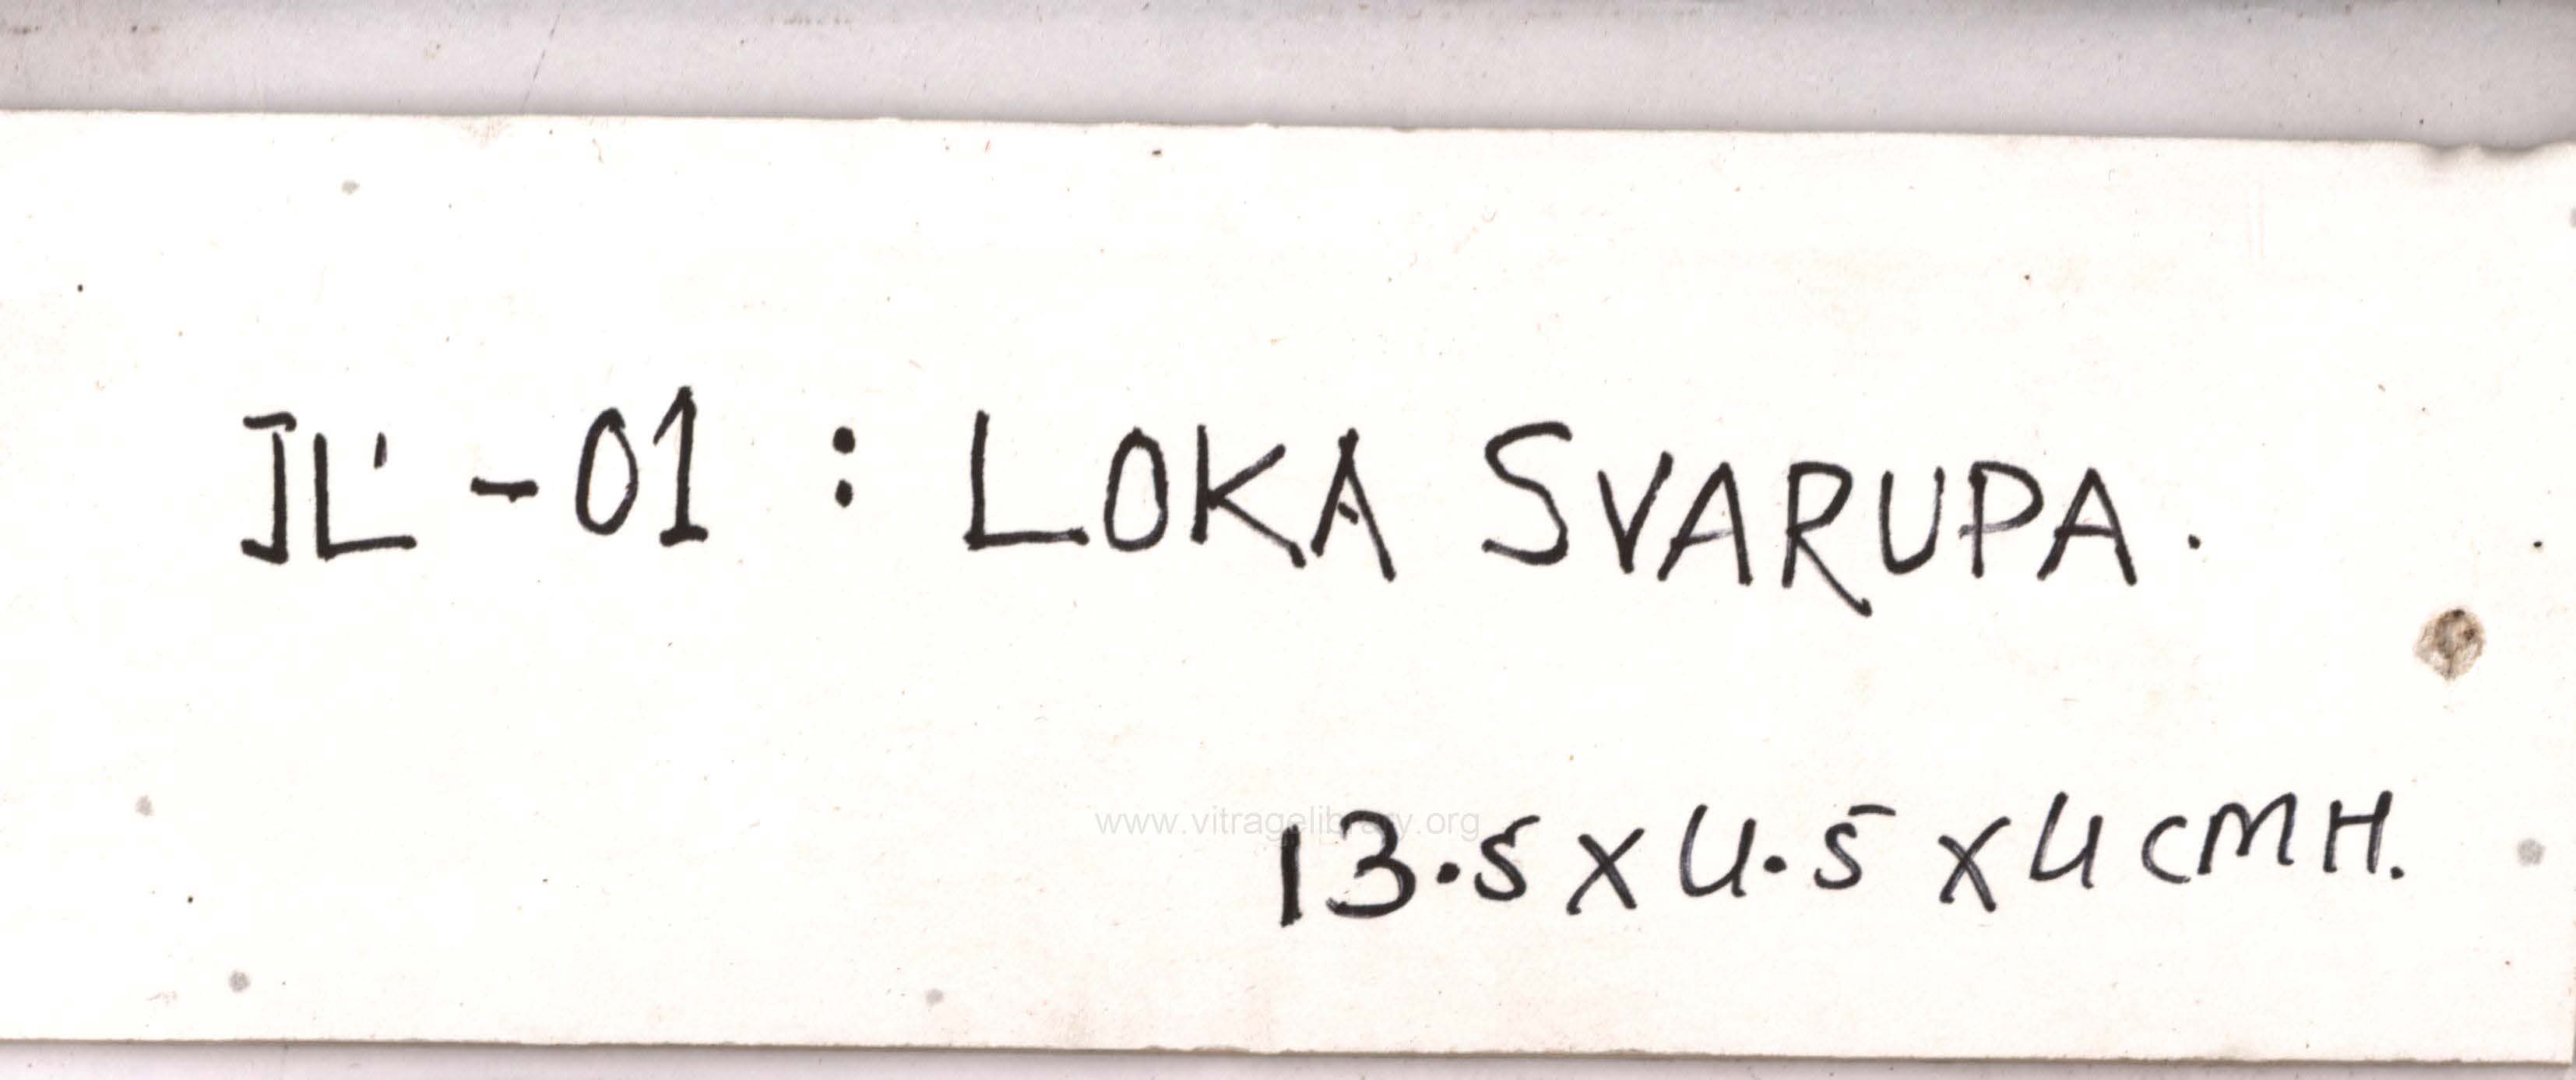 JL'-01 : LOKA SVARUPA.
www.vitragelibrary.org
13.5 x 4.5 x 4 CM H.